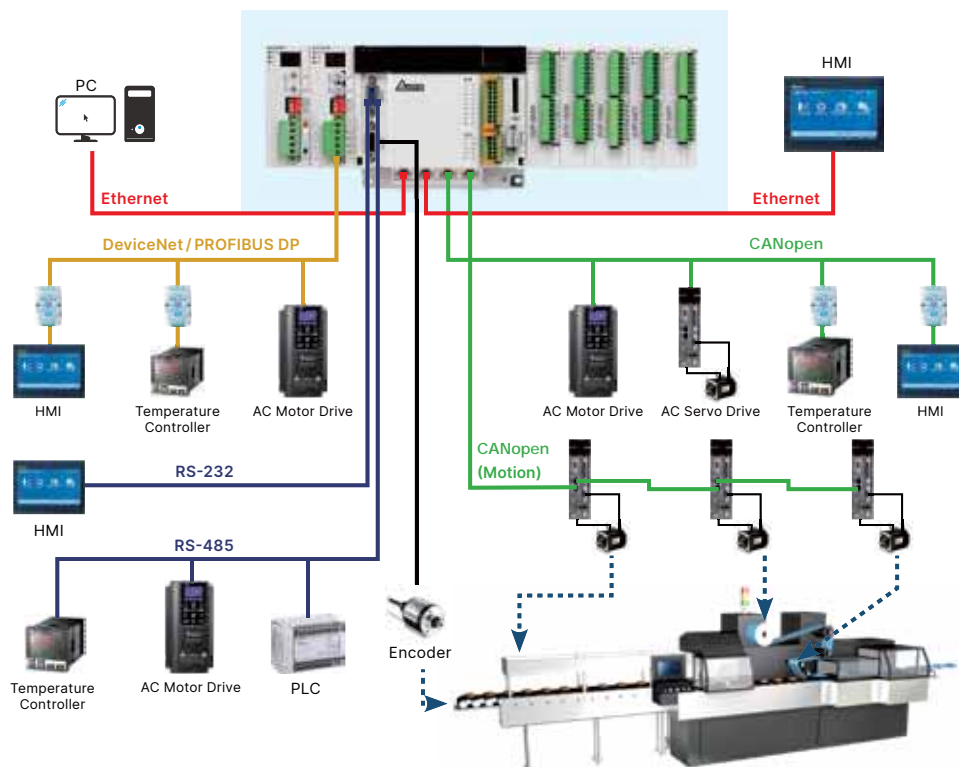 PC
HMI
Ethernet
Ethernet
DeviceNet / PROFIBUS DP
CANopen
HMI
Temperature
Controller
AC Motor Drive
AC Motor Drive
AC Servo Drive
Temperature
Controller
HMI
CANopen
(Motion)
RS-232
HMI
RS-485
Temperature
Controller
AC Motor Drive
PLC
Encoder